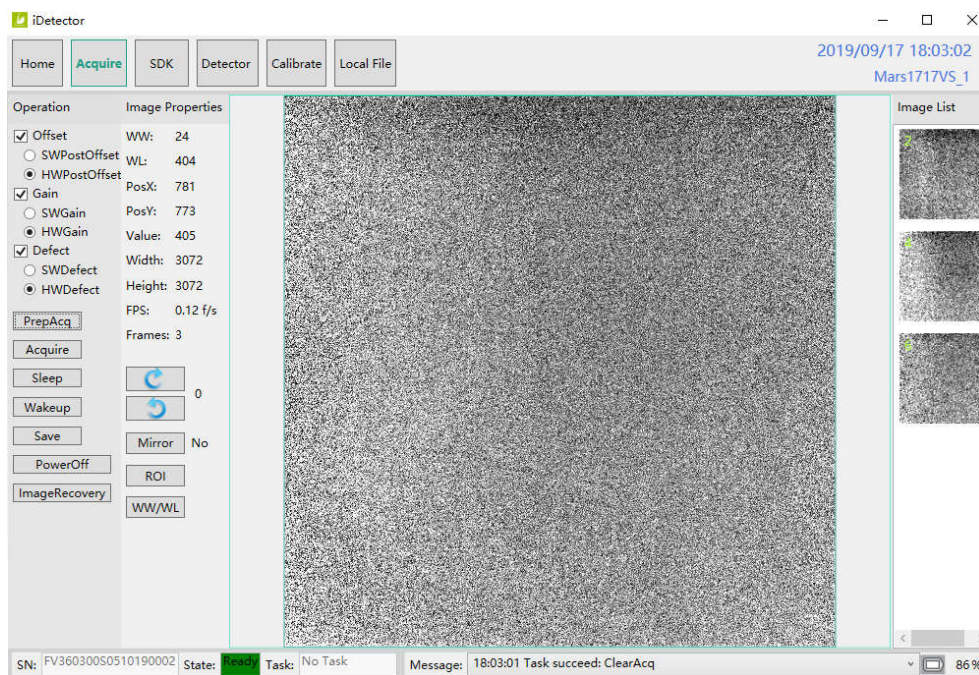 iDetector
Home Acquire SDK Detector Calibrate Local File
2019/09/17 18:03:02
Mars1717VS_1
Operation
Offset
SWPostOffset
HWPostOffset
Gain
SWGain
HWGain
Defect
SWDefect
HWDefect
PrepAcq
Acquire
Sleep
Wakeup
Save
PowerOff
ImageRecovery
Image Properties
WW: 24
WL: 404
PosX: 781
PosY: 773
Value: 405
Width: 3072
Height: 3072
FPS: 0.12 f/s
Frames: 3
0
Mirror No
ROI
WW/WL
Image List
SN: FV360300S0510190002 State: Ready Task: No Task Message: 18:03:01 Task succeed: ClearAcq 86%